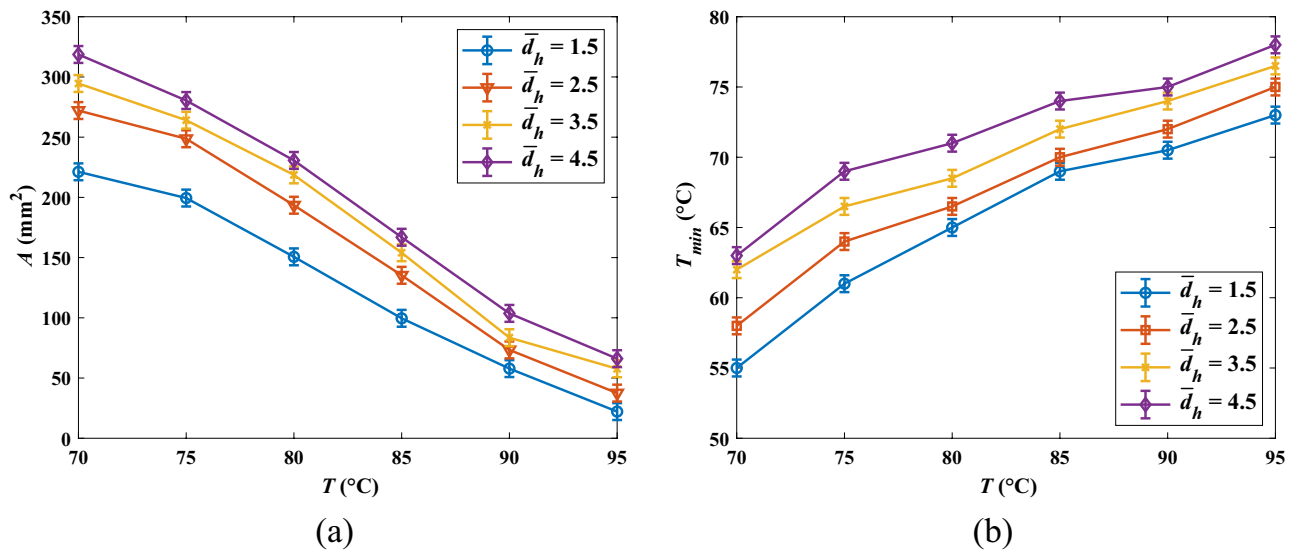 350
300
250
200
150
100
50
0
A (mm²)
70 75 80 85 90 95
T (°C)
d̅h = 1.5
d̅h = 2.5
d̅h = 3.5
d̅h = 4.5
(a)
80
75
70
65
60
55
50
Tmin (°C)
70 75 80 85 90 95
T (°C)
d̅h = 1.5
d̅h = 2.5
d̅h = 3.5
d̅h = 4.5
(b)